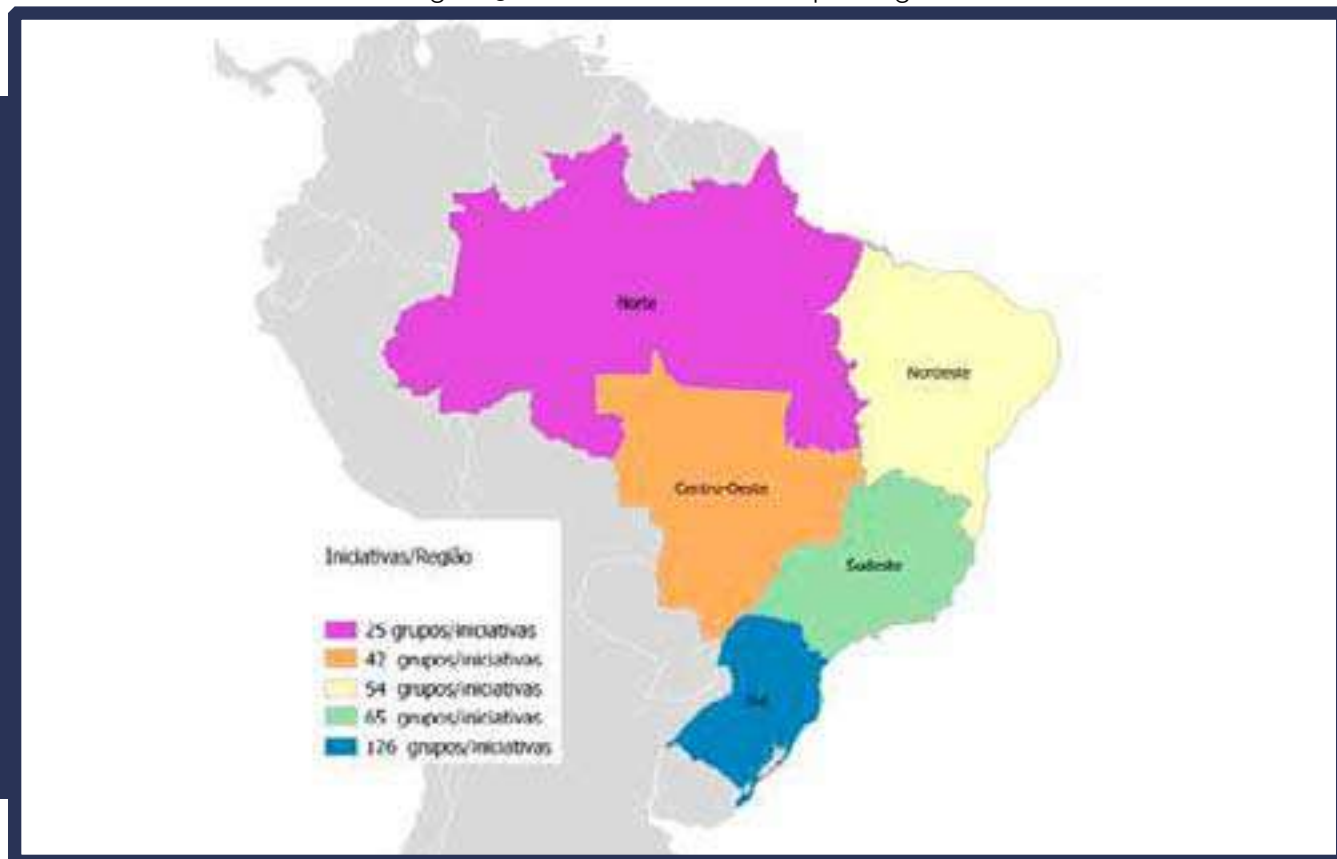 Norte
Nordeste
Centro-Oeste
Sudeste
Sul
Iniciativas/Região
25 grupos/iniciativas
42 grupos/iniciativas
54 grupos/iniciativas
65 grupos/iniciativas
126 grupos/iniciativas